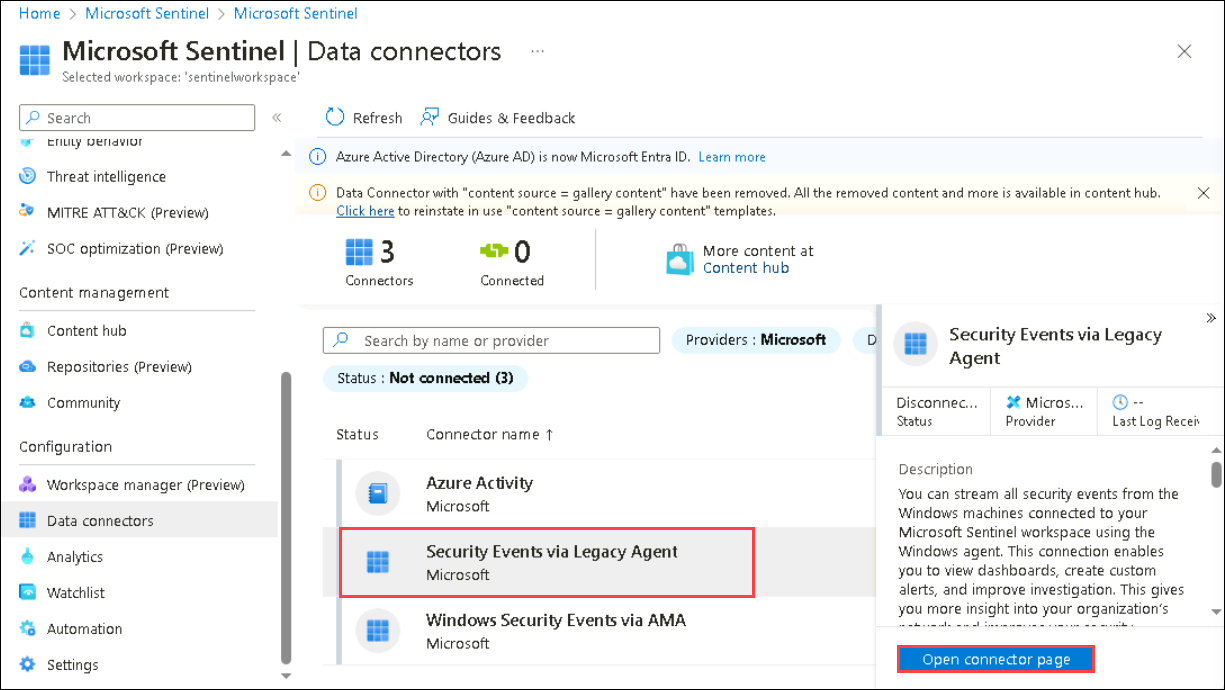 Home > Microsoft Sentinel > Microsoft Sentinel
Microsoft Sentinel | Data connectors ...
Selected workspace: 'sentinelworkspace'
Search «
Entity behavior
Threat intelligence
MITRE ATT&CK (Preview)
SOC optimization (Preview)
Content management
Content hub
Repositories (Preview)
Community
Configuration
Workspace manager (Preview)
Data connectors
Analytics
Watchlist
Automation
Settings
Refresh Guides & Feedback
Azure Active Directory (Azure AD) is now Microsoft Entra ID. Learn more
Data Connector with "content source = gallery content" have been removed. All the removed content and more is available in content hub.
Click here to reinstate in use "content source = gallery content" templates.
3
Connectors
0
Connected
More content at
Content hub
Search by name or provider Providers : Microsoft D
Status : Not connected (3)
Status Connector name ↑
Azure Activity
Microsoft
Security Events via Legacy Agent
Microsoft
Windows Security Events via AMA
Microsoft
»
Security Events via Legacy
Agent
Disconnec...
Status
Micros...
Provider
--
Last Log Recei
Description
You can stream all security events from the
Windows machines connected to your
Microsoft Sentinel workspace using the
Windows agent. This connection enables
you to view dashboards, create custom
alerts, and improve investigation. This gives
you more insight into your organization's
network and improves your security
Open connector page